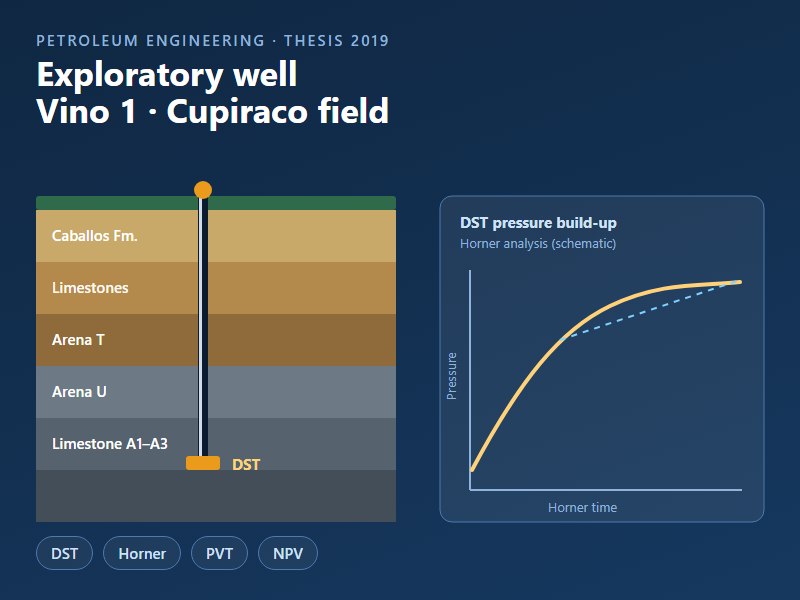 PETROLEUM ENGINEERING · THESIS 2019
Exploratory well
Vino 1 · Cupiraco field
Caballos Fm.
Limestones
Arena T
Arena U
Limestone A1–A3
DST
DST pressure build-up
Horner analysis (schematic)
Pressure
Horner time
DST
Horner
PVT
NPV